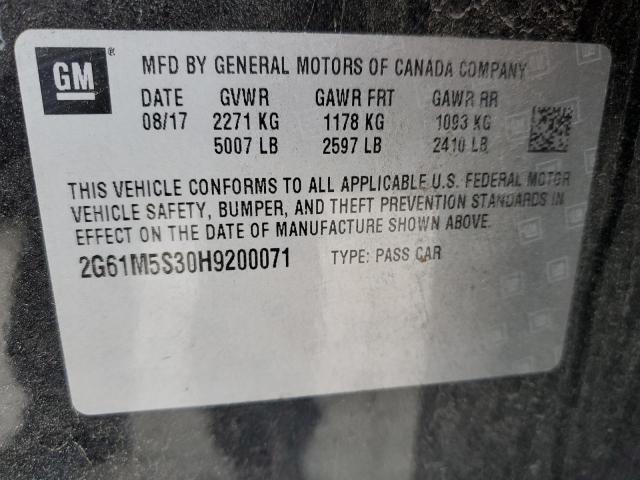 GM®
MFD BY GENERAL MOTORS OF CANADA COMPANY
DATE GVWR GAWR FRT GAWR RR
08/17 2271 KG 1178 KG 1093 KG
5007 LB 2597 LB 2410 LB
THIS VEHICLE CONFORMS TO ALL APPLICABLE U.S. FEDERAL MOTOR
VEHICLE SAFETY, BUMPER, AND THEFT PREVENTION STANDARDS IN
EFFECT ON THE DATE OF MANUFACTURE SHOWN ABOVE.
2G61M5S30H9200071 TYPE: PASS CAR